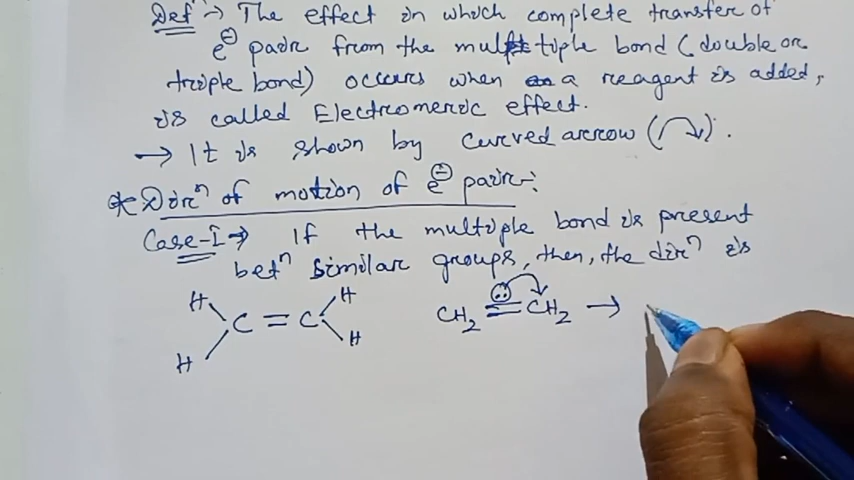 Def → The effect in which complete transfer of
e⊖ pair from the multiple bond (double or
triple bond) occurs when a reagent is added,
is called Electromeric effect.
→ It is shown by curved arrow (↷).
* Dirⁿ of motion of e⊖ pair:
Case-I → If the multiple bond is present
betⁿ similar groups, then, the dirⁿ is
H H
C = C CH₂ = CH₂ →
H H